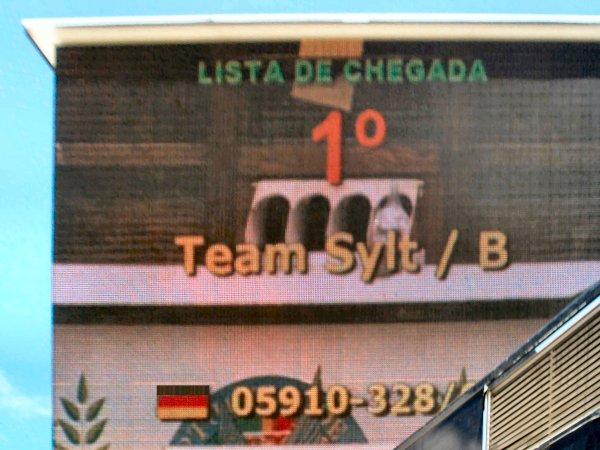 LISTA DE CHEGADA
1º
Team Sylt / B
05910-328/